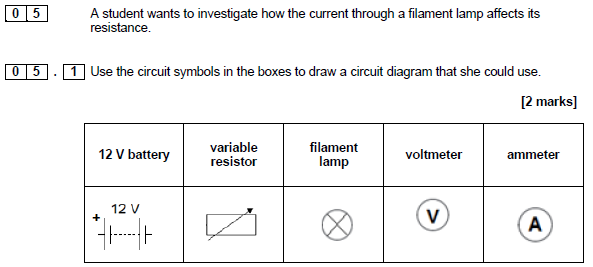 0 5 A student wants to investigate how the current through a filament lamp affects its
resistance.
0 5 . 1 Use the circuit symbols in the boxes to draw a circuit diagram that she could use.
[2 marks]
12 V battery variable resistor filament lamp voltmeter ammeter
+ 12 V V A